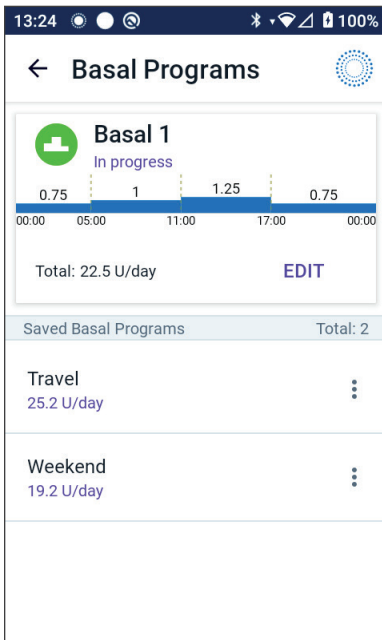 13:24 100%
Basal Programs
Basal 1
In progress
0.75 1 1.25 0.75
00:00 05:00 11:00 17:00 00:00
Total: 22.5 U/day EDIT
Saved Basal Programs Total: 2
Travel
25.2 U/day
Weekend
19.2 U/day